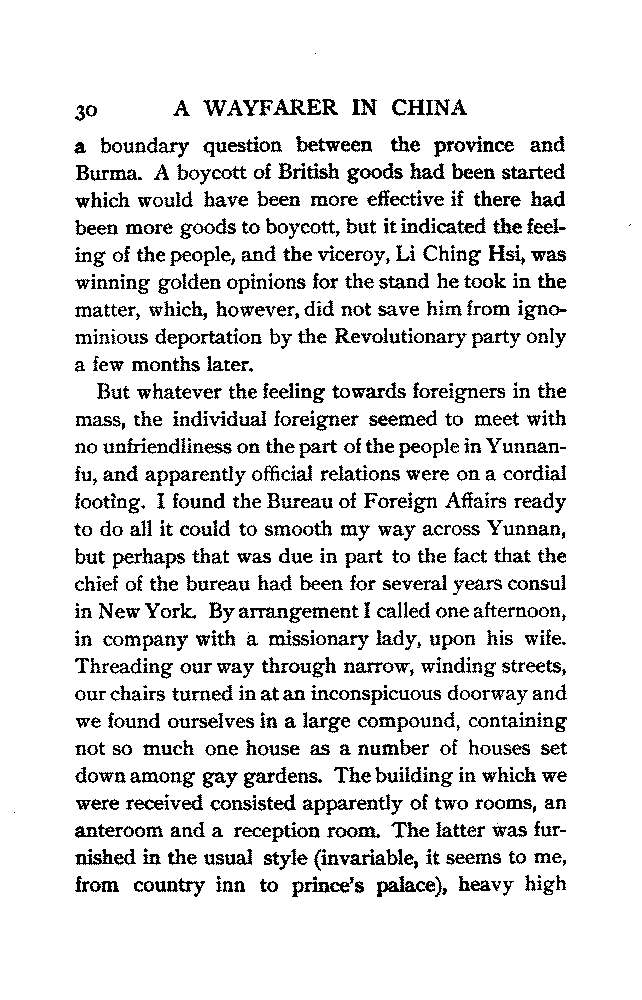 30 A WAYFARER IN CHINA
a boundary question between the province and
Burma. A boycott of British goods had been started
which would have been more effective if there had
been more goods to boycott, but it indicated the feel-
ing of the people, and the viceroy, Li Ching Hsi, was
winning golden opinions for the stand he took in the
matter, which, however, did not save him from igno-
minious deportation by the Revolutionary party only
a few months later.
But whatever the feeling towards foreigners in the
mass, the individual foreigner seemed to meet with
no unfriendliness on the part of the people in Yunnan-
fu, and apparently official relations were on a cordial
footing. I found the Bureau of Foreign Affairs ready
to do all it could to smooth my way across Yunnan,
but perhaps that was due in part to the fact that the
chief of the bureau had been for several years consul
in New York. By arrangement I called one afternoon,
in company with a missionary lady, upon his wife.
Threading our way through narrow, winding streets,
our chairs turned in at an inconspicuous doorway and
we found ourselves in a large compound, containing
not so much one house as a number of houses set
down among gay gardens. The building in which we
were received consisted apparently of two rooms, an
anteroom and a reception room. The latter was fur-
nished in the usual style (invariable, it seems to me,
from country inn to prince's palace), heavy high